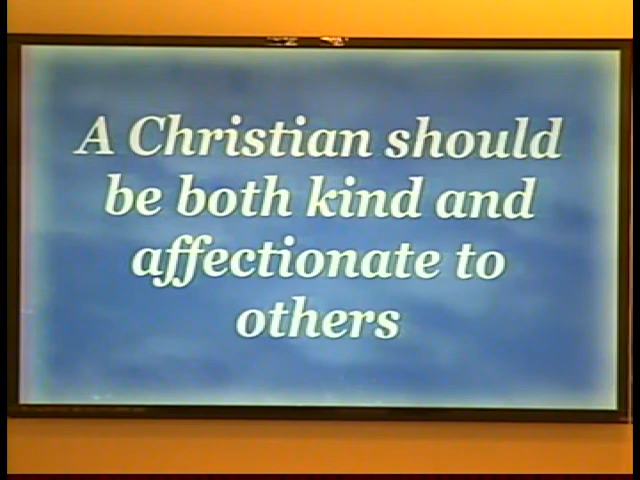 A Christian should
be both kind and
affectionate to
others